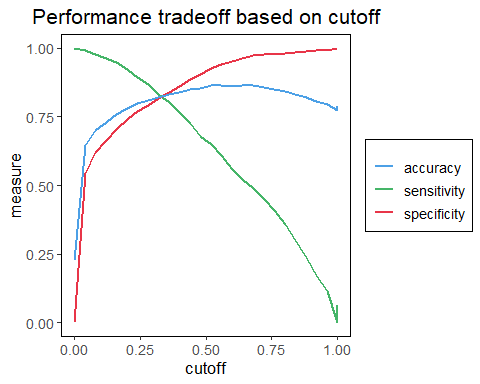 Performance tradeoff based on cutoff
1.00
0.75
0.50
0.25
0.00
measure
0.00 0.25 0.50 0.75 1.00
cutoff
accuracy
sensitivity
specificity